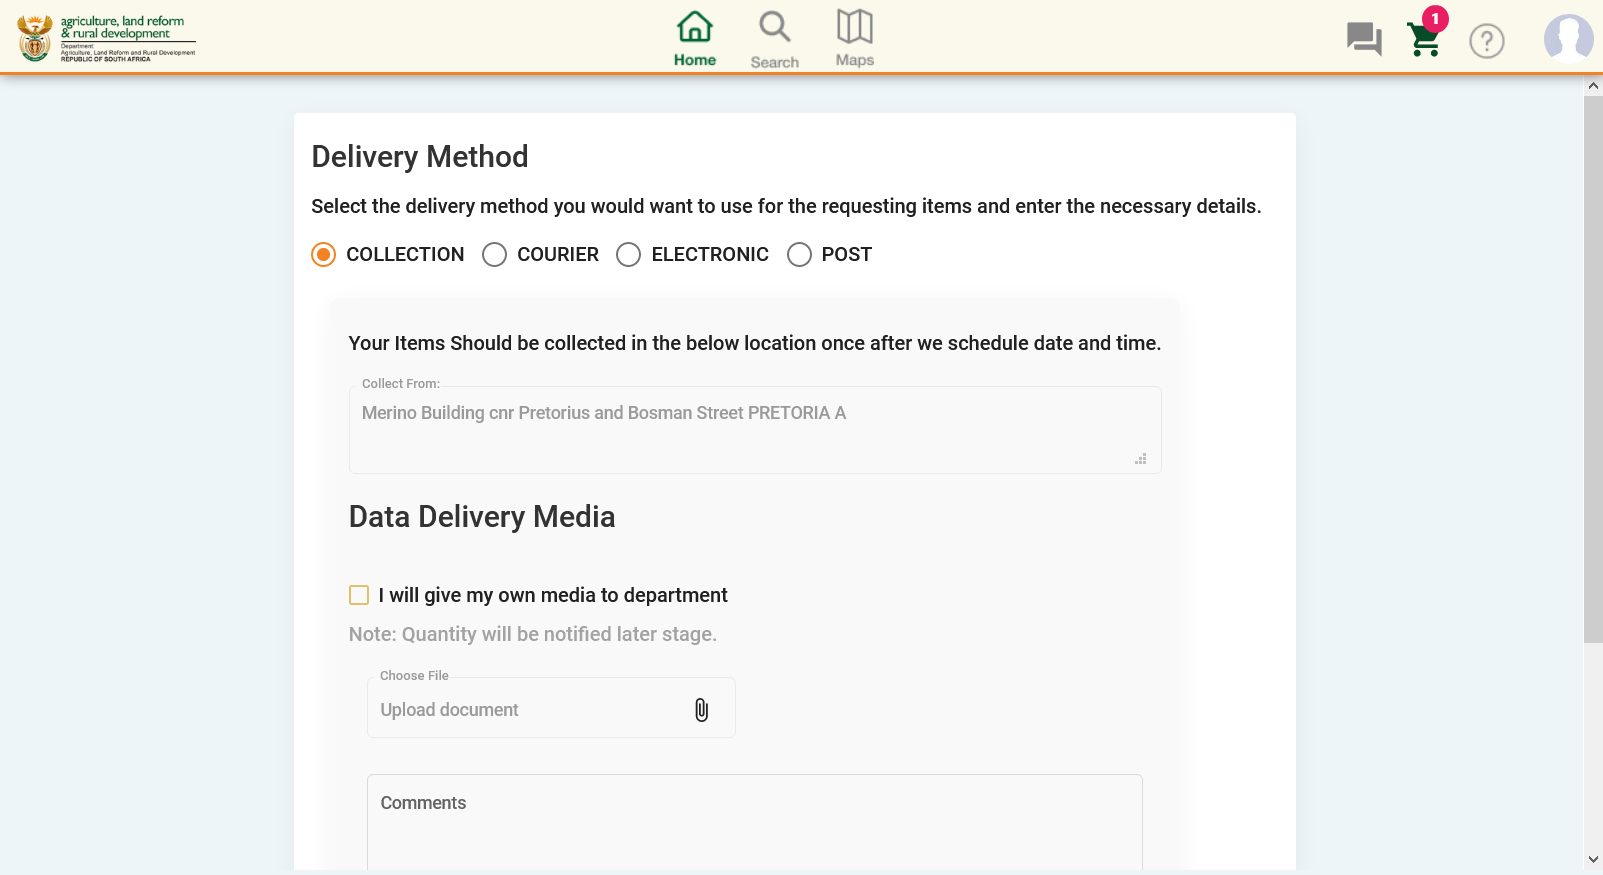 agriculture, land reform
& rural development
Department:
Agriculture, Land Reform and Rural Development
REPUBLIC OF SOUTH AFRICA
Home
Search
Maps
1
?
Delivery Method
Select the delivery method you would want to use for the requesting items and enter the necessary details.
COLLECTION COURIER ELECTRONIC POST
Your Items Should be collected in the below location once after we schedule date and time.
Collect From:
Merino Building cnr Pretorius and Bosman Street PRETORIA A
Data Delivery Media
I will give my own media to department
Note: Quantity will be notified later stage.
Choose File
Upload document
Comments